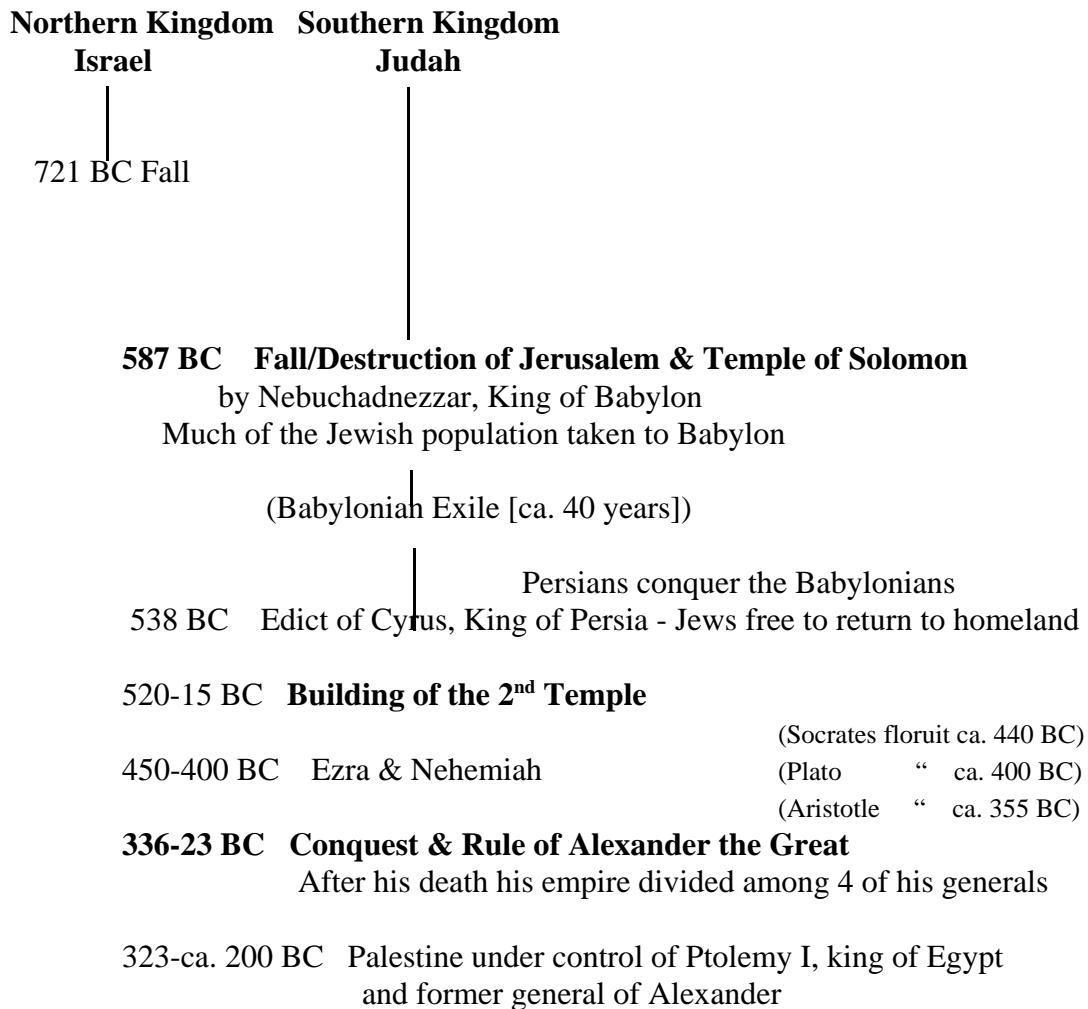 Northern Kingdom Southern Kingdom
Israel Judah
721 BC Fall
587 BC Fall/Destruction of Jerusalem & Temple of Solomon
by Nebuchadnezzar, King of Babylon
Much of the Jewish population taken to Babylon
(Babylonian Exile [ca. 40 years])
Persians conquer the Babylonians
538 BC Edict of Cyrus, King of Persia - Jews free to return to homeland
520-15 BC Building of the 2nd Temple
(Socrates floruit ca. 440 BC)
450-400 BC Ezra & Nehemiah (Plato “ ca. 400 BC)
(Aristotle “ ca. 355 BC)
336-23 BC Conquest & Rule of Alexander the Great
After his death his empire divided among 4 of his generals
323-ca. 200 BC Palestine under control of Ptolemy I, king of Egypt
and former general of Alexander